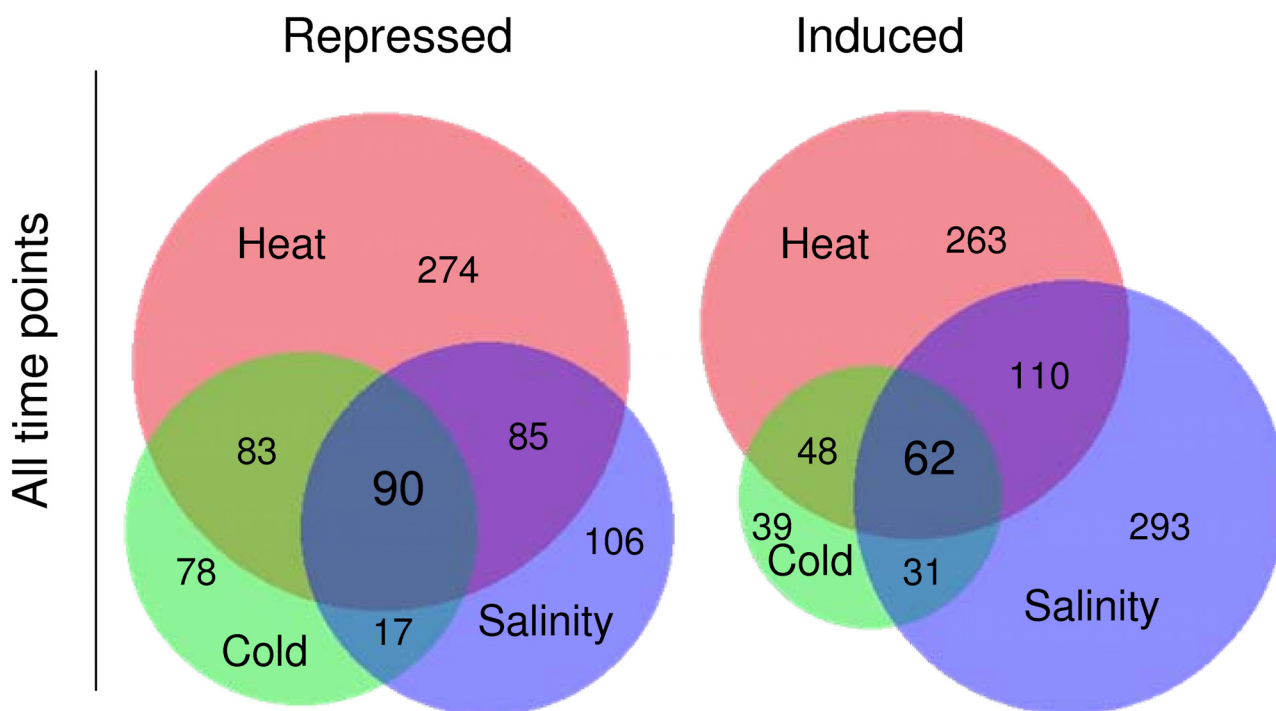 Repressed
Induced
All time points
Heat
274
83
90
85
106
78
17
Cold
Salinity
Heat
263
110
48
62
39
Cold
31
293
Salinity